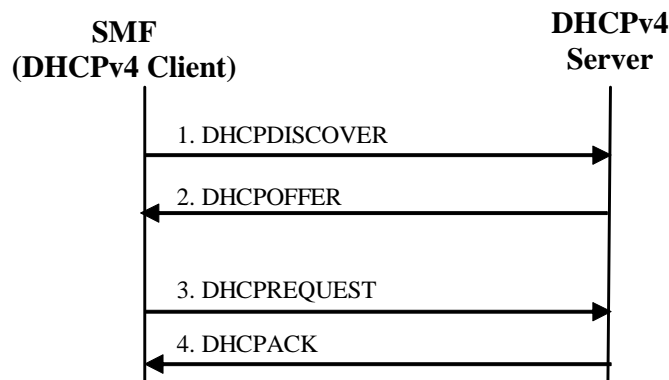 SMF
(DHCPv4 Client)
DHCPv4
Server
1. DHCPDISCOVER
2. DHCPOFFER
3. DHCPREQUEST
4. DHCPACK